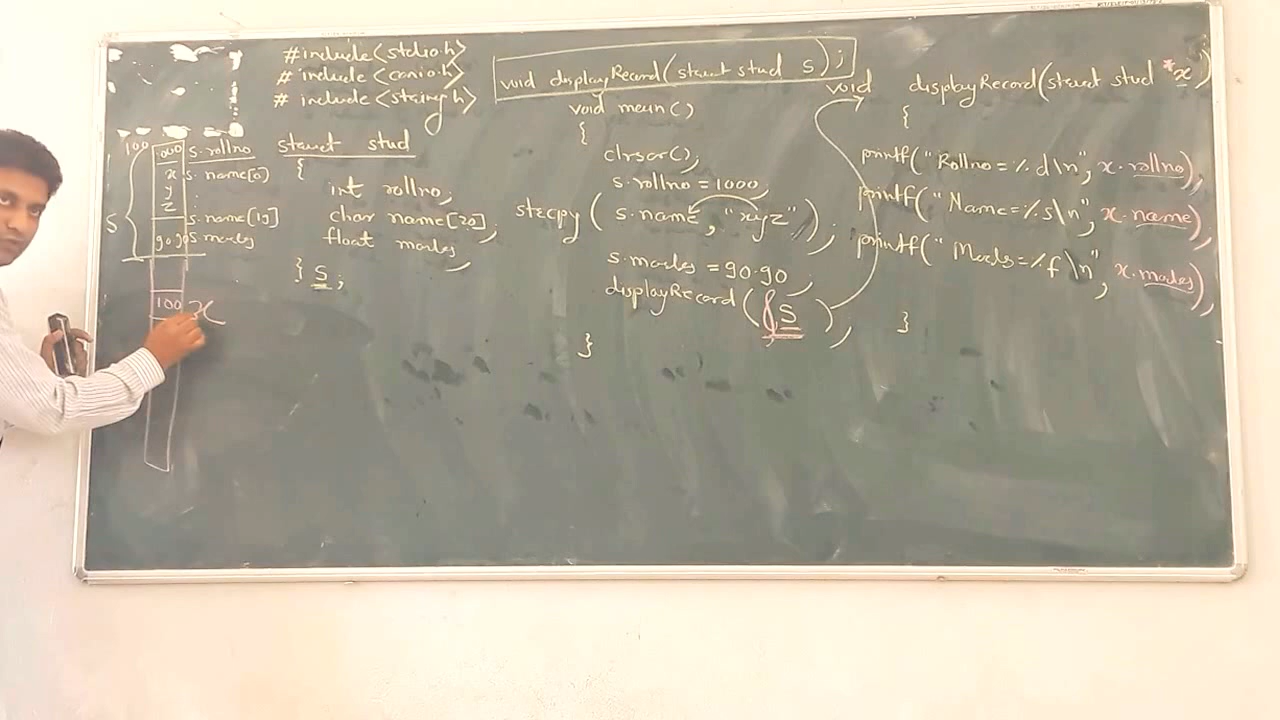 #include<stdio.h>
# include<conio.h>
# include<string.h>
struct stud
{
int rollno;
char name[20];
float marks;
} S;
void displayRecord(struct stud s);
void main()
{
clrscr();
s.rollno = 1000;
strcpy(s.name, "xyz");
s.marks = 90.90;
displayRecord(&S);
}
void displayRecord(struct stud *x)
{
printf("Rollno=%d\n", x.rollno);
printf("Name=%s\n", x.name);
printf("Marks=%f\n", x.marks);
}
100
1000 s.rollno
x s.name[0]
y
z
s.name[19]
90.90 s.marks
S
100 x